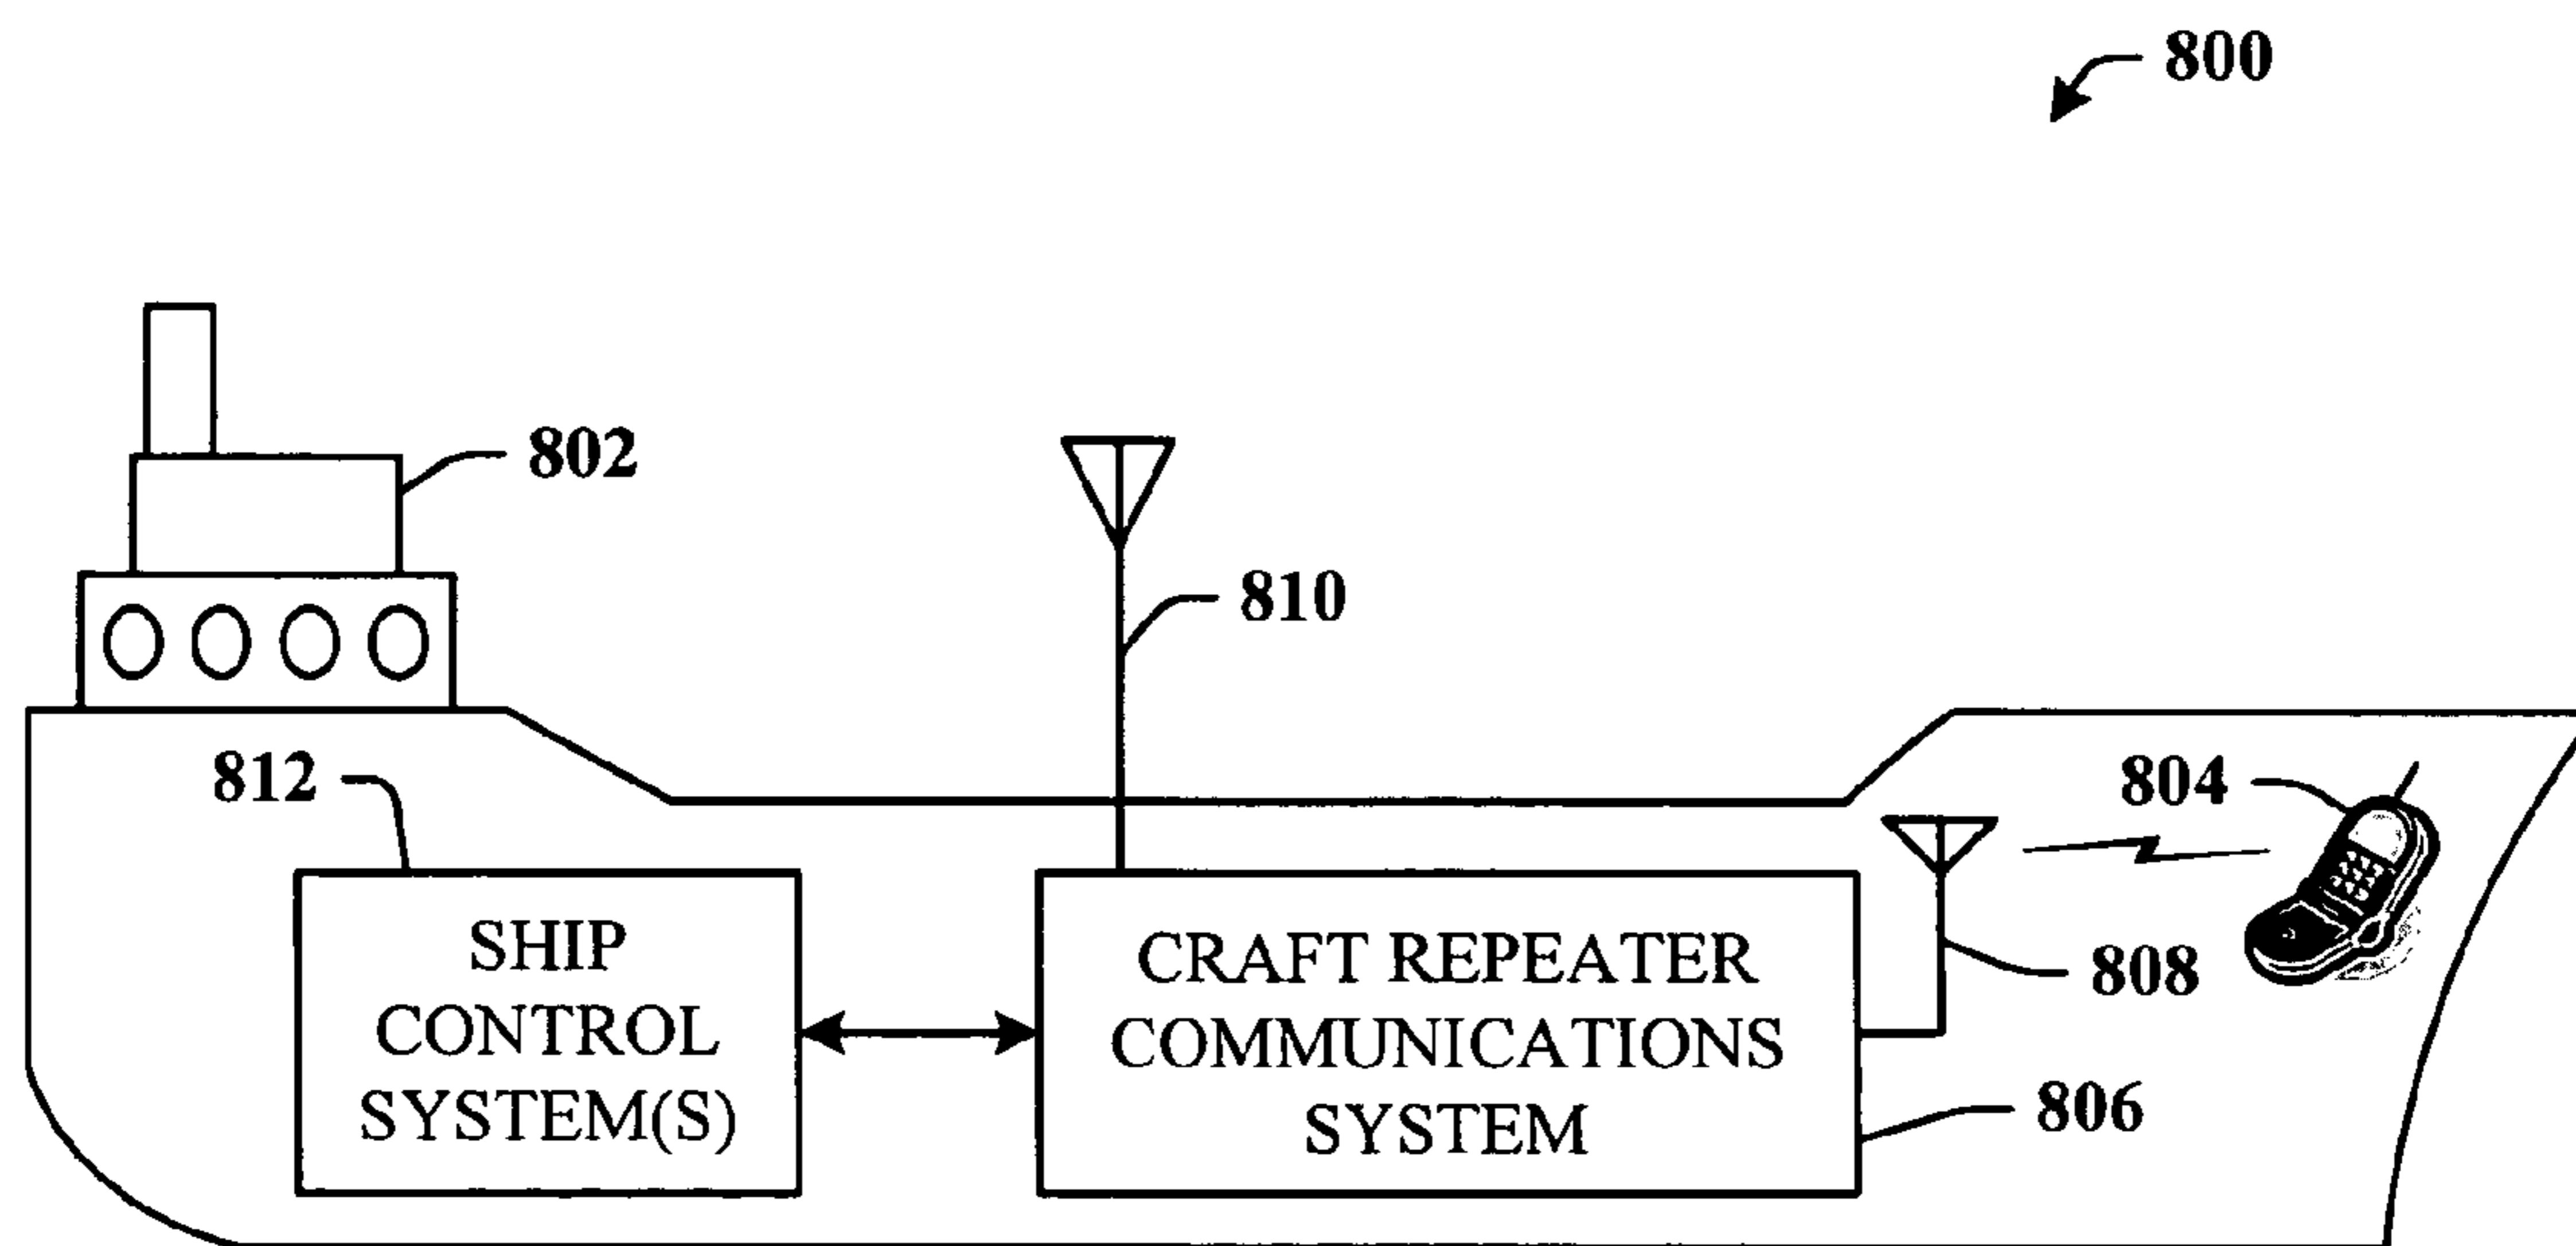 800
802
810
812
804
SHIP
CONTROL
SYSTEM(S)
CRAFT REPEATER
COMMUNICATIONS
SYSTEM
808
806